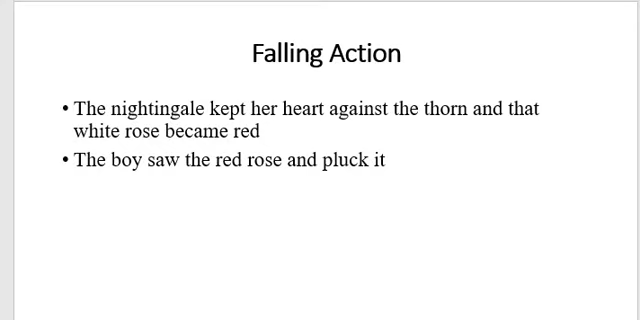 Falling Action
• The nightingale kept her heart against the thorn and that
white rose became red
• The boy saw the red rose and pluck it